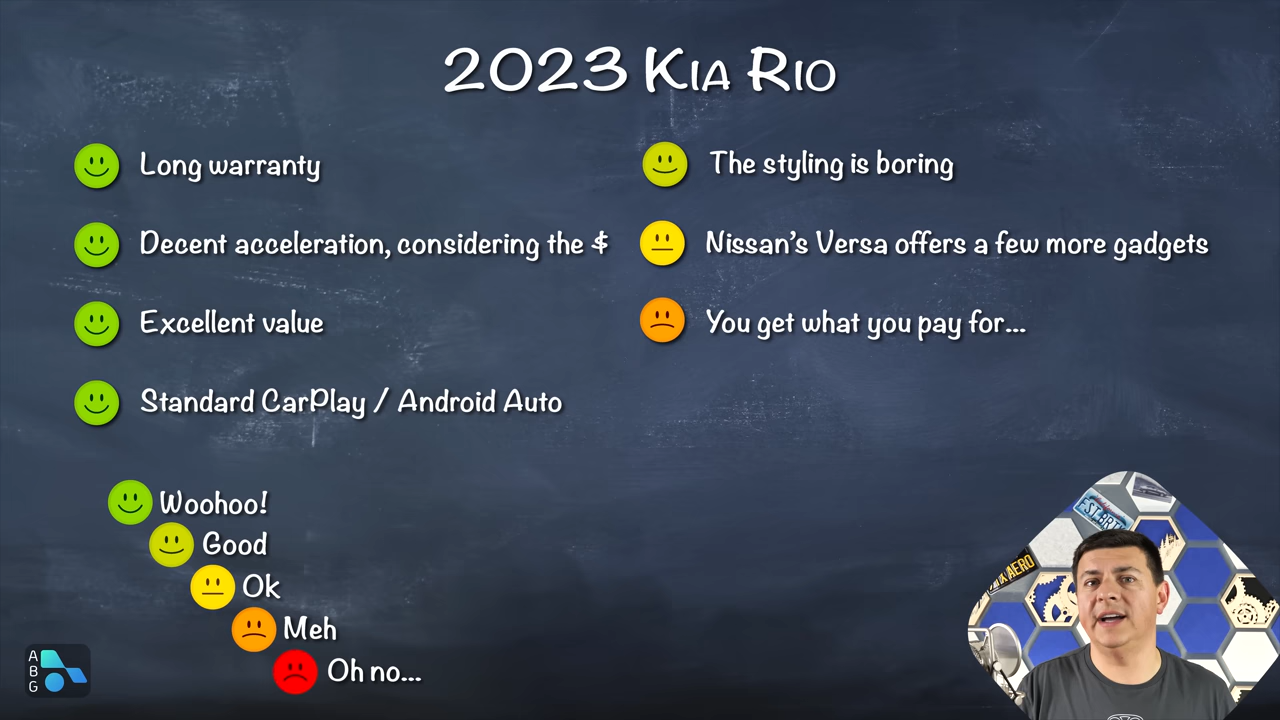 2023 Kia Rio
Long warranty
Decent acceleration, considering the $
Excellent value
Standard CarPlay / Android Auto
The styling is boring
Nissan's Versa offers a few more gadgets
You get what you pay for...
Woohoo!
Good
Ok
Meh
Oh no...
A
B
G
AERO